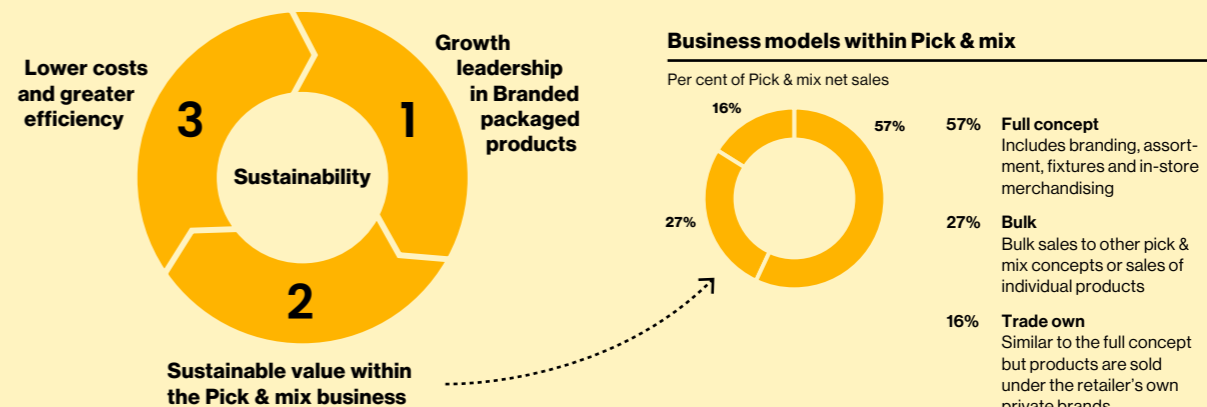 Lower costs
and greater
efficiency
3
Growth
leadership
in Branded
packaged
products
1
Sustainability
2
Sustainable value within
the Pick & mix business
Business models within Pick & mix
Per cent of Pick & mix net sales
16%
57%
27%
57% Full concept
Includes branding, assort-
ment, fixtures and in-store
merchandising
27% Bulk
Bulk sales to other pick &
mix concepts or sales of
individual products
16% Trade own
Similar to the full concept
but products are sold
under the retailer's own
private brands